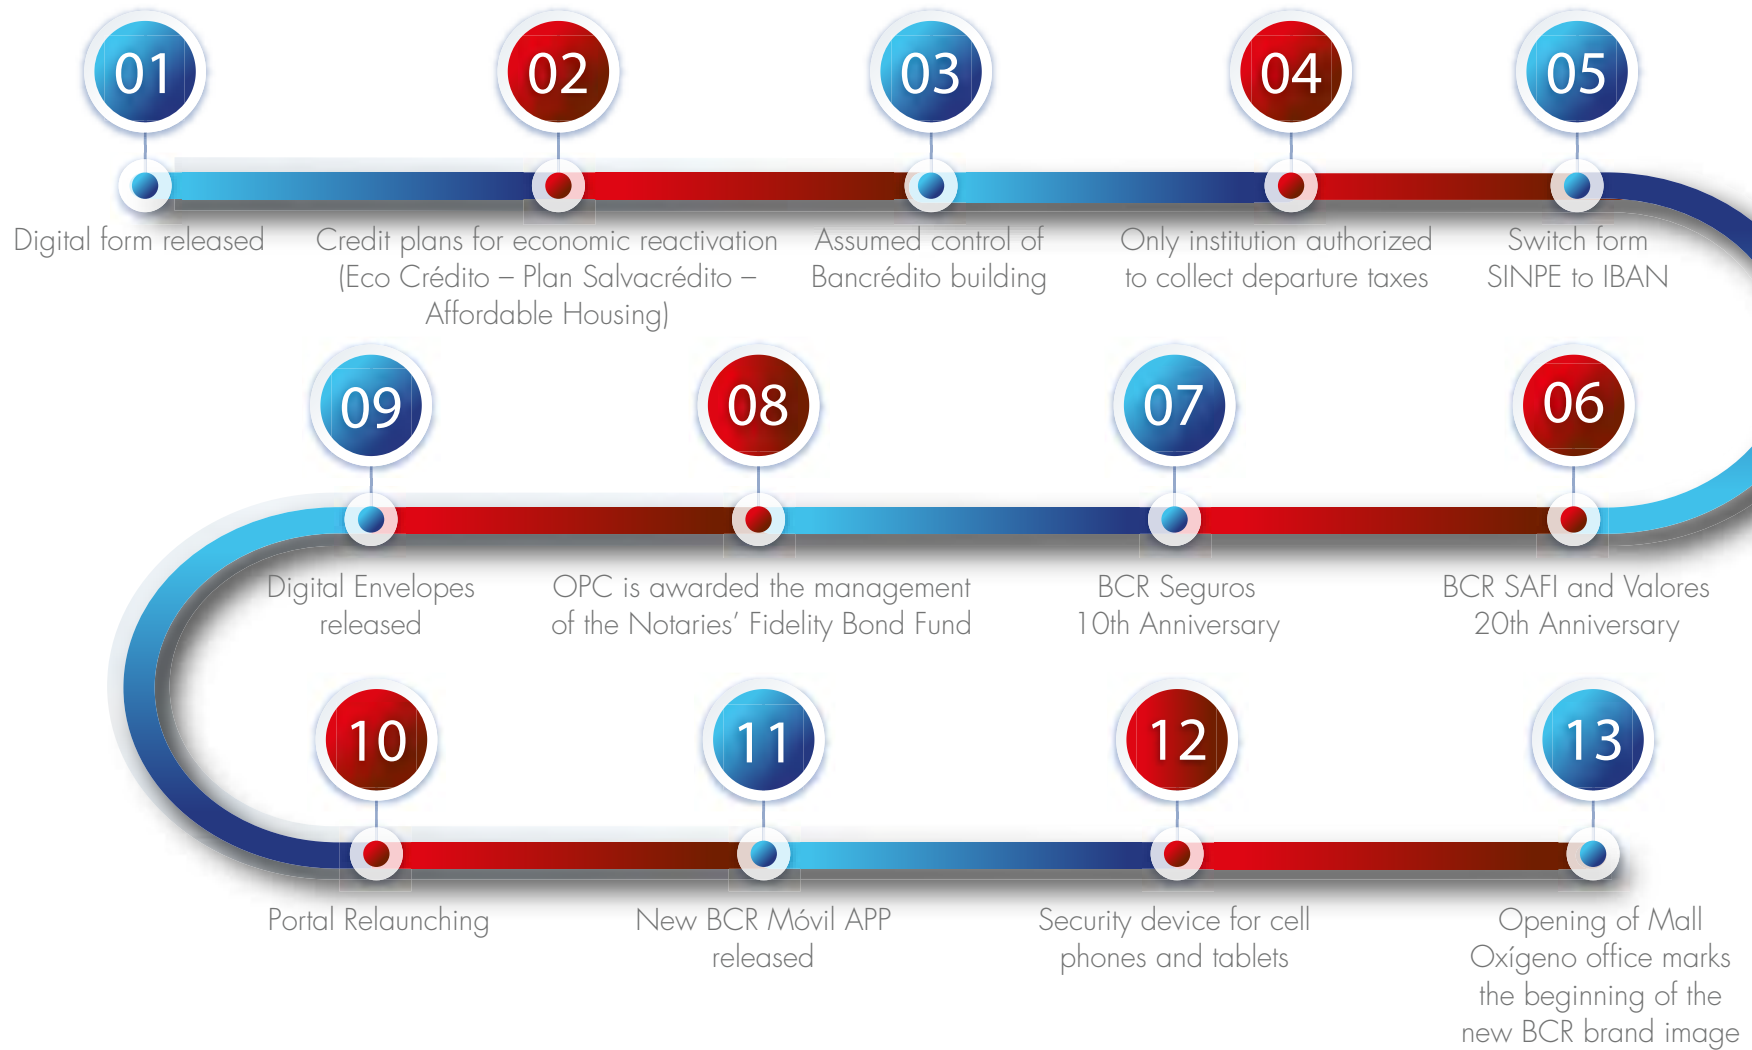 01
Digital form released
02
Credit plans for economic reactivation
(Eco Crédito – Plan Salvacrédito –
Affordable Housing)
03
Assumed control of
Bancrédito building
04
Only institution authorized
to collect departure taxes
05
Switch form
SINPE to IBAN
06
BCR SAFI and Valores
20th Anniversary
07
BCR Seguros
10th Anniversary
08
OPC is awarded the management
of the Notaries’ Fidelity Bond Fund
09
Digital Envelopes
released
10
Portal Relaunching
11
New BCR Móvil APP
released
12
Security device for cell
phones and tablets
13
Opening of Mall
Oxígeno office marks
the beginning of the
new BCR brand image